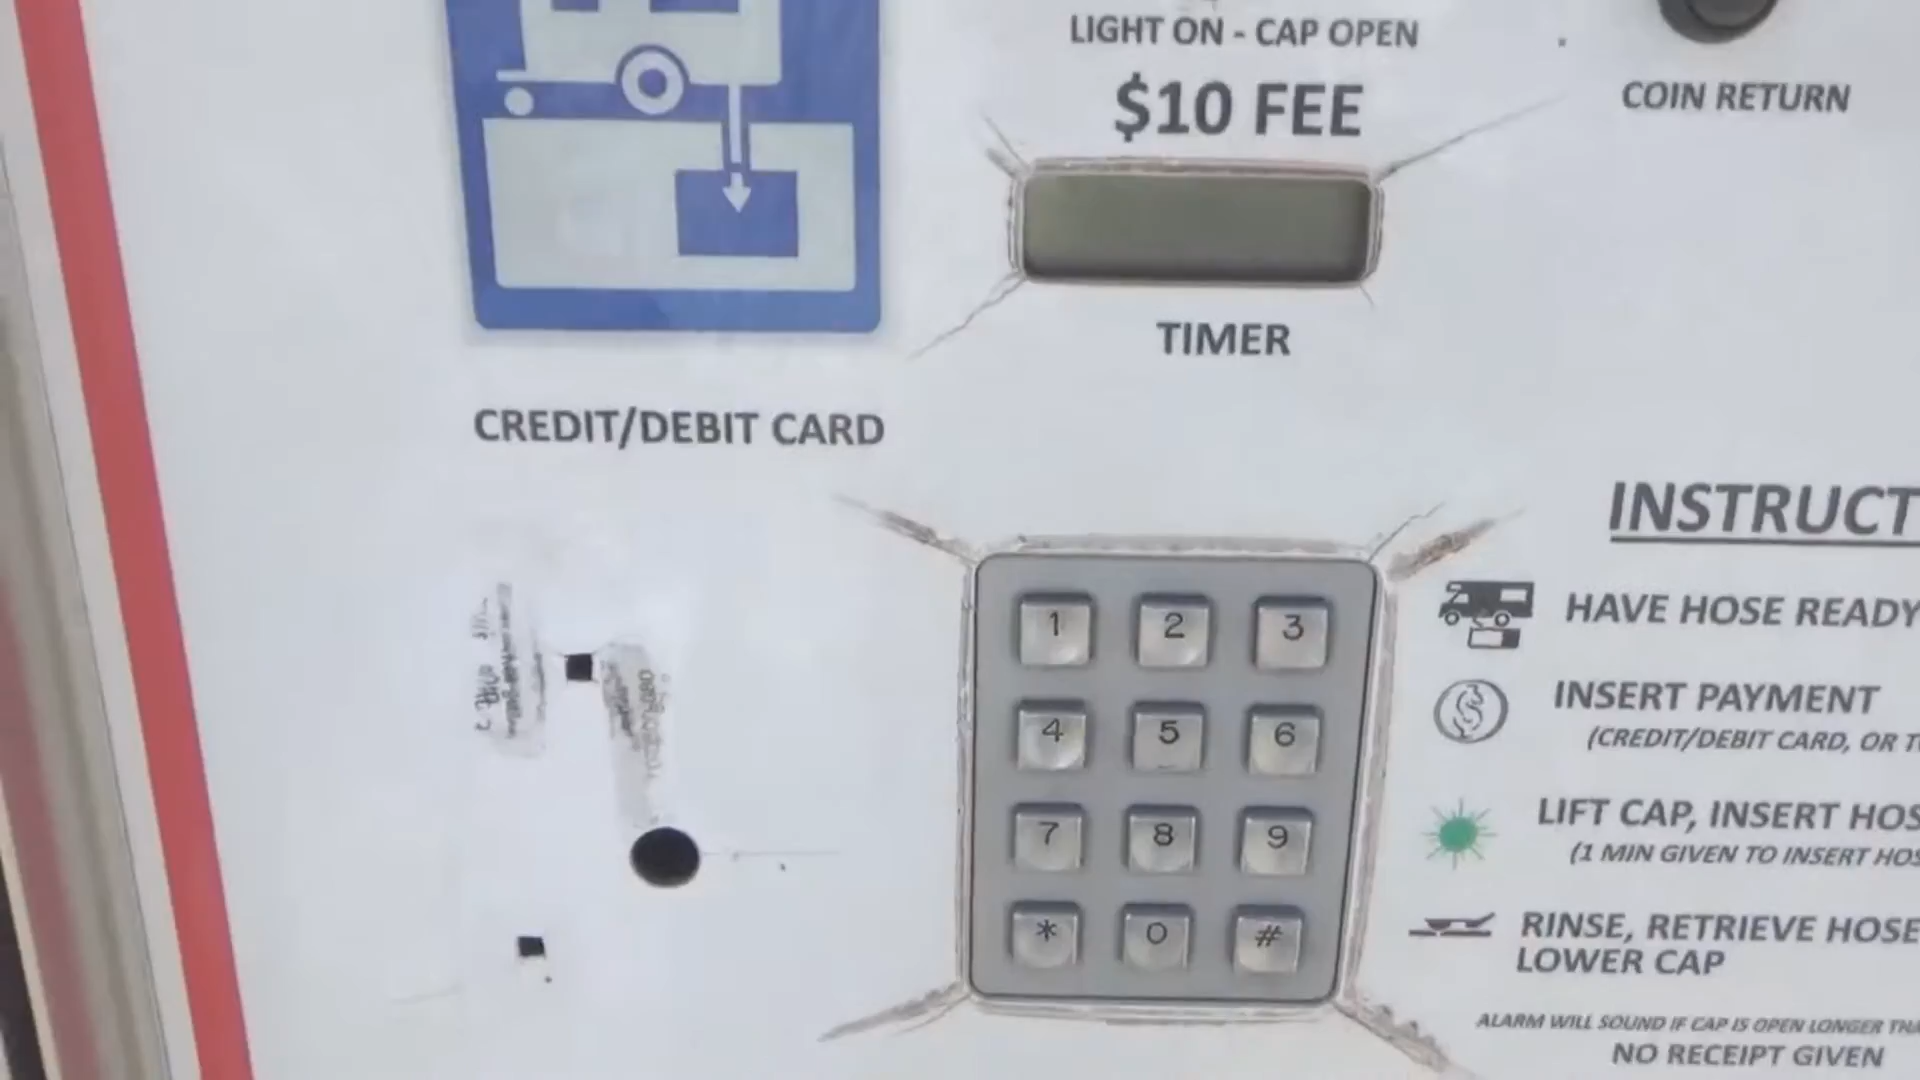 LIGHT ON - CAP OPEN
$10 FEE
COIN RETURN
TIMER
CREDIT/DEBIT CARD
1 2 3
4 5 6
7 8 9
* 0 #
INSTRUCT
HAVE HOSE READY
INSERT PAYMENT
(CREDIT/DEBIT CARD, OR
LIFT CAP, INSERT HOS
(1 MIN GIVEN TO INSERT HOS
RINSE, RETRIEVE HOSE
LOWER CAP
ALARM WILL SOUND IF CAP IS OPEN LONGER THA
NO RECEIPT GIVEN